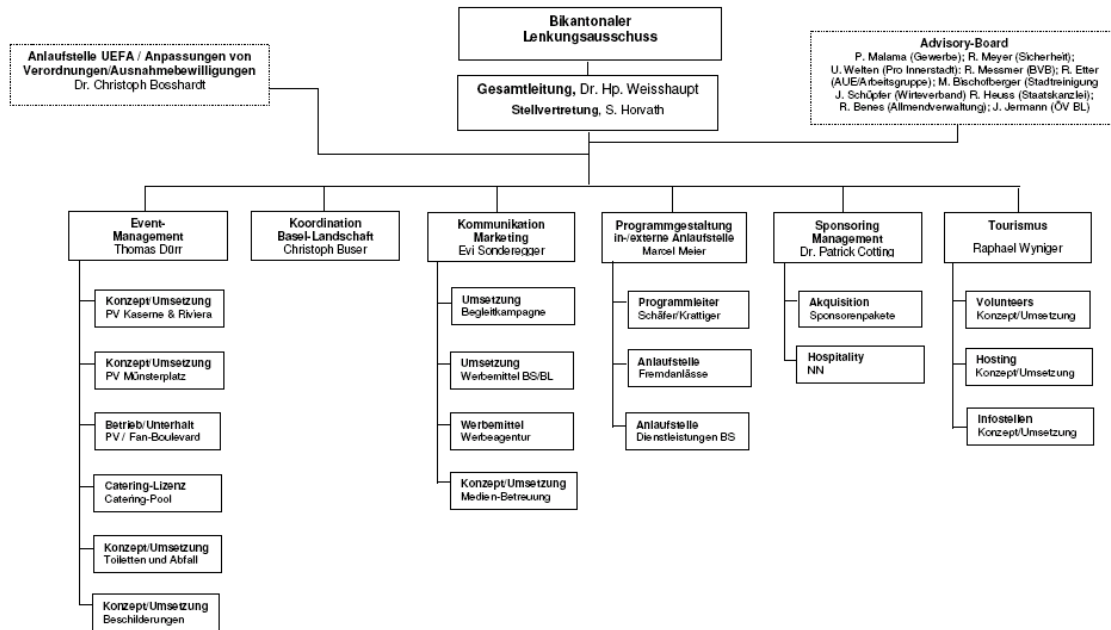 Bikantonaler
Lenkungsausschuss
Anlaufstelle UEFA / Anpassungen von
Verordnungen/Ausnahmebewilligungen
Dr. Christoph Bosshardt
Advisory-Board
P. Malama (Gewerbe); R. Meyer (Sicherheit);
U. Welten (Pro Innerstadt): R. Messmer (BVB); R. Etter
(AUE/Arbeitsgruppe); M. Bischofberger (Stadtreinigung
J. Schüpfer (Wirteverband) R. Heuss (Staatskanzlei);
R. Benes (Allmendverwaltung); J. Jermann (ÖV BL)
Gesamtleitung, Dr. Hp. Weisshaupt
Stellvertretung, S. Horvath
Event-
Management
Thomas Dürr
Konzept/Umsetzung
PV Kaserne & Riviera
Konzept/Umsetzung
PV Münsterplatz
Betrieb/Unterhalt
PV / Fan-Boulevard
Catering-Lizenz
Catering-Pool
Konzept/Umsetzung
Toiletten und Abfall
Konzept/Umsetzung
Beschilderungen
Koordination
Basel-Landschaft
Christoph Buser
Kommunikation
Marketing
Evi Sonderegger
Umsetzung
Begleitkampagne
Umsetzung
Werbemittel BS/BL
Werbemittel
Werbeagentur
Konzept/Umsetzung
Medien-Betreuung
Programmgestaltung
in-/externe Anlaufstelle
Marcel Meier
Programmleiter
Schäfer/Krattiger
Anlaufstelle
Fremdanlässe
Anlaufstelle
Dienstleistungen BS
Sponsoring
Management
Dr. Patrick Cotting
Akquisition
Sponsorenpakete
Hospitality
NN
Tourismus
Raphael Wyniger
Volunteers
Konzept/Umsetzung
Hosting
Konzept/Umsetzung
Infostellen
Konzept/Umsetzung